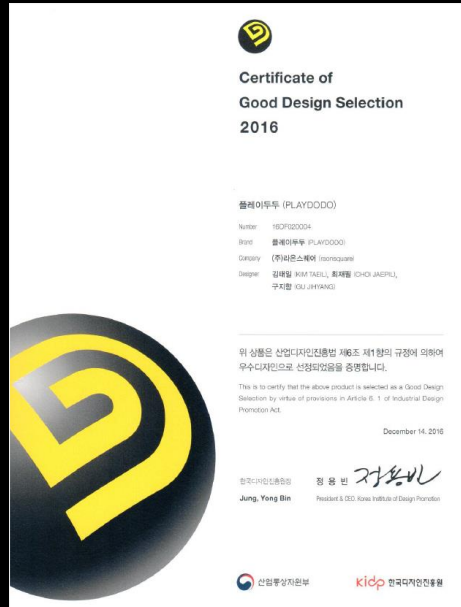 Certificate of
Good Design Selection
2016
플레이두두 (PLAYDODO)
Number 16DF020004
Brand 플레이두두 (PLAYDODO)
Company (주)라온스퀘어 (raonsquare)
Designer 김태일 (KIM TAEIL), 최재필 (CHOI JAEPIL),
구지향 (GU JIHYANG)
위 상품은 산업디자인진흥법 제6조 제1항의 규정에 의하여
우수디자인으로 선정되었음을 증명합니다.
This is to certify that the above product is selected as a Good Design
Selection by virtue of provisions in Article 6. 1 of Industrial Design
Promotion Act.
December 14, 2016
한국디자인진흥원장 정 용 빈 정용빈
Jung, Yong Bin President & CEO, Korea Institute of Design Promotion
산업통상자원부 kidp 한국디자인진흥원